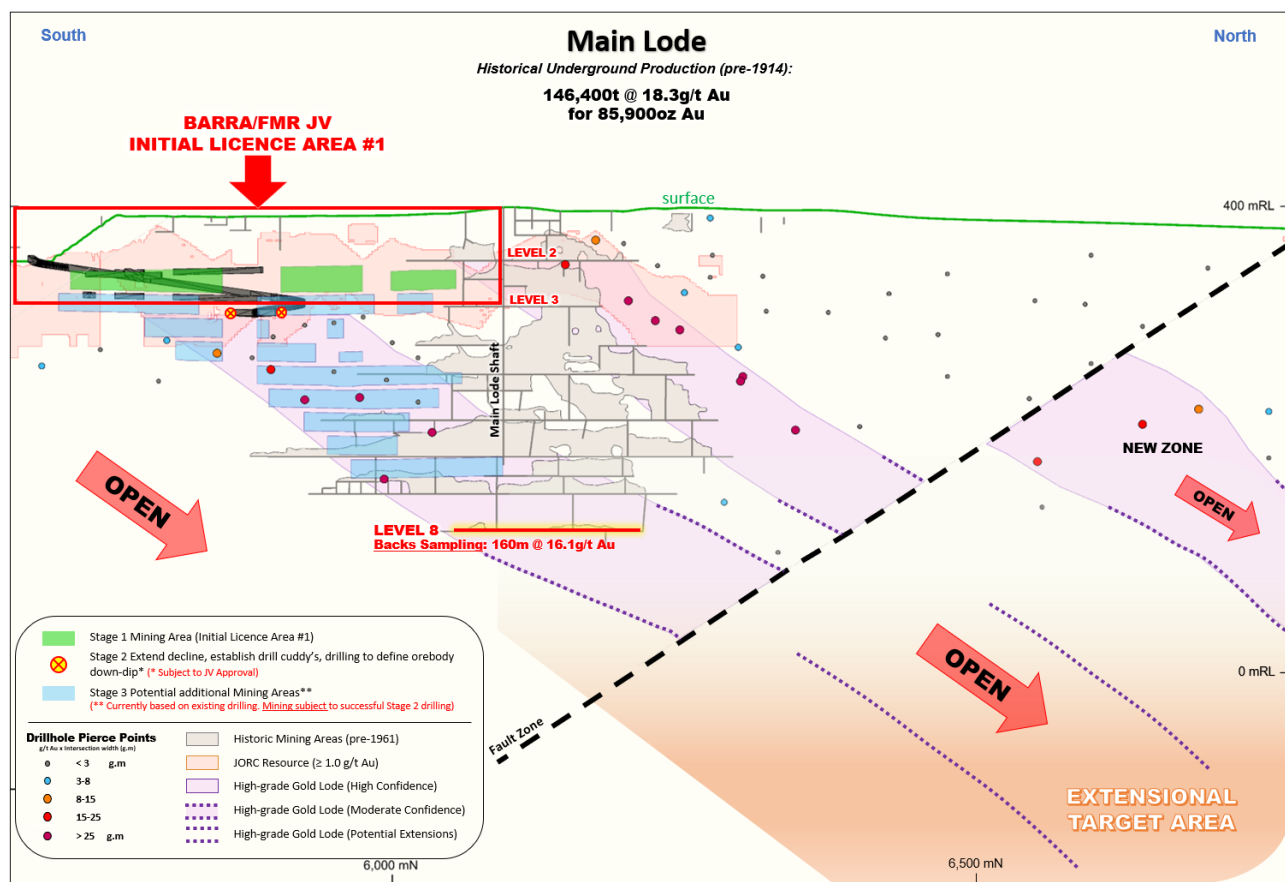 South
Main Lode
North
Historical Underground Production (pre-1914):
146,400t @ 18.3g/t Au
for 85,900oz Au
BARRA/FMR JV
INITIAL LICENCE AREA #1
surface
400 mRL
LEVEL 2
LEVEL 3
Main Lode Shaft
NEW ZONE
OPEN
OPEN
LEVEL 8
Backs Sampling: 160m @ 16.1g/t Au
OPEN
0 mRL
Fault Zone
EXTENSIONAL
TARGET AREA
Stage 1 Mining Area (Initial Licence Area #1)
Stage 2 Extend decline, establish drill cuddy's, drilling to define orebody
down-dip* (* Subject to JV Approval)
Stage 3 Potential additional Mining Areas**
(** Currently based on existing drilling. Mining subject to successful Stage 2 drilling)
Drillhole Pierce Points
g/t Au x Intersection width (g.m)
< 3 g.m
3-8
8-15
15-25
> 25 g.m
Historic Mining Areas (pre-1961)
JORC Resource (≥ 1.0 g/t Au)
High-grade Gold Lode (High Confidence)
High-grade Gold Lode (Moderate Confidence)
High-grade Gold Lode (Potential Extensions)
6,000 mN
6,500 mN